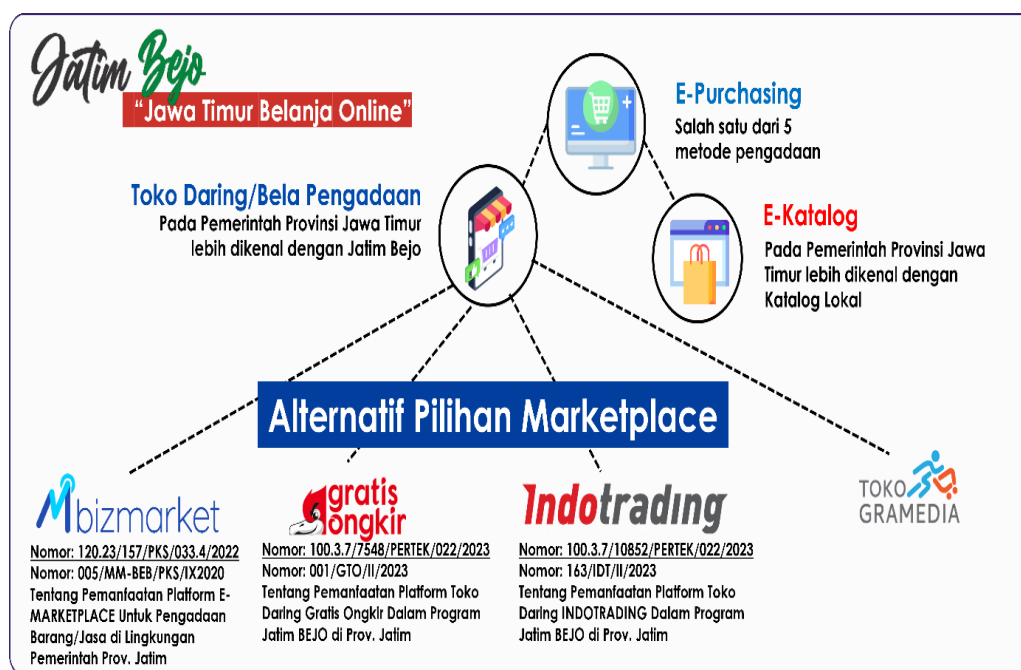 Jatim Bejo
"Jawa Timur Belanja Online"
E-Purchasing
Salah satu dari 5
metode pengadaan
Toko Daring/Bela Pengadaan
Pada Pemerintah Provinsi Jawa Timur
lebih dikenal dengan Jatim Bejo
E-Katalog
Pada Pemerintah Provinsi Jawa
Timur lebih dikenal dengan
Katalog Lokal
Alternatif Pilihan Marketplace
Mbizmarket
Nomor: 120.23/157/PKS/033.4/2022
Nomor: 005/MM-BEB/PKS/IX2020
Tentang Pemanfaatan Platform E-
MARKETPLACE Untuk Pengadaan
Barang/Jasa di Lingkungan
Pemerintah Prov. Jatim
gratis
ongkir
Nomor: 100.3.7/7548/PERTEK/022/2023
Nomor: 001/GTO/II/2023
Tentang Pemanfaatan Platform Toko
Daring Gratis Ongkir Dalam Program
Jatim BEJO di Prov. Jatim
Indotrading
Nomor: 100.3.7/10852/PERTEK/022/2023
Nomor: 163/IDT/II/2023
Tentang Pemanfaatan Platform Toko
Daring INDOTRADING Dalam Program
Jatim BEJO di Prov. Jatim
TOKO
GRAMEDIA